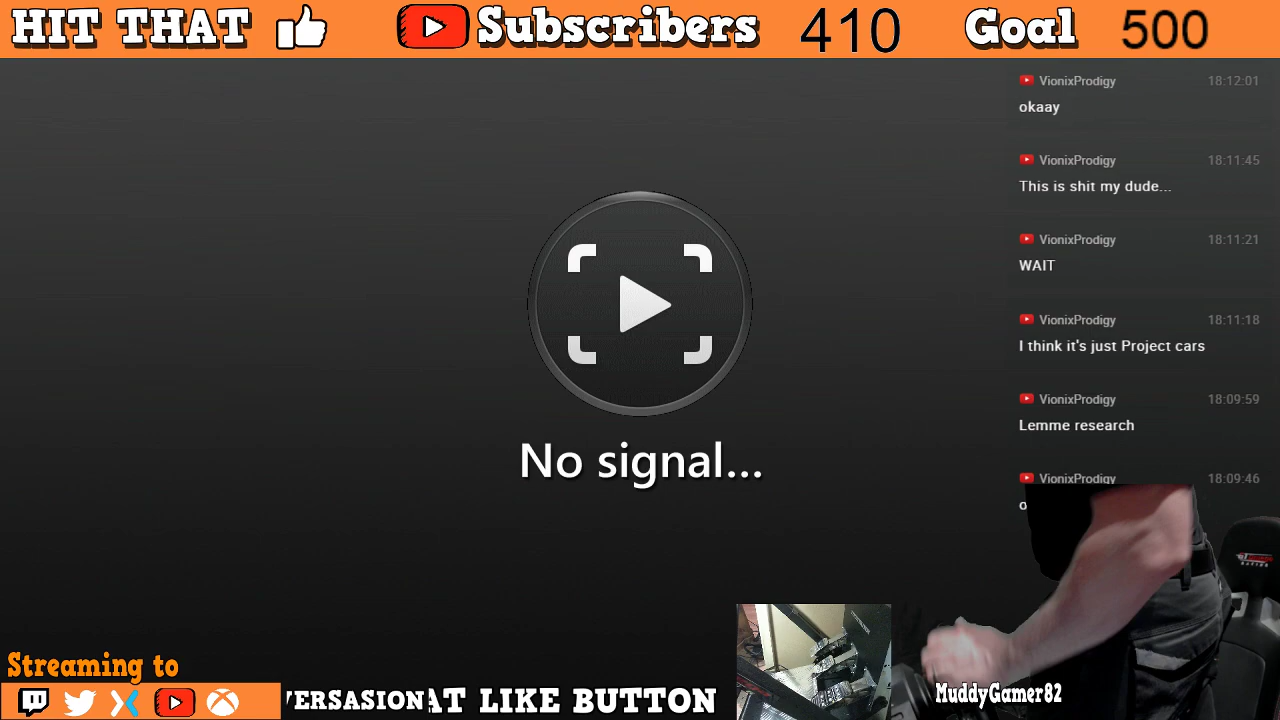 HIT THAT Subscribers 410 Goal 500
VionixProdigy 18:12:01
okaay
VionixProdigy 18:11:45
This is shit my dude...
VionixProdigy 18:11:21
WAIT
VionixProdigy 18:11:18
I think it's just Project cars
VionixProdigy 18:09:59
Lemme research
VionixProdigy 18:09:46
No signal...
Streaming to
VERSASION AT LIKE BUTTON
MuddyGamer82